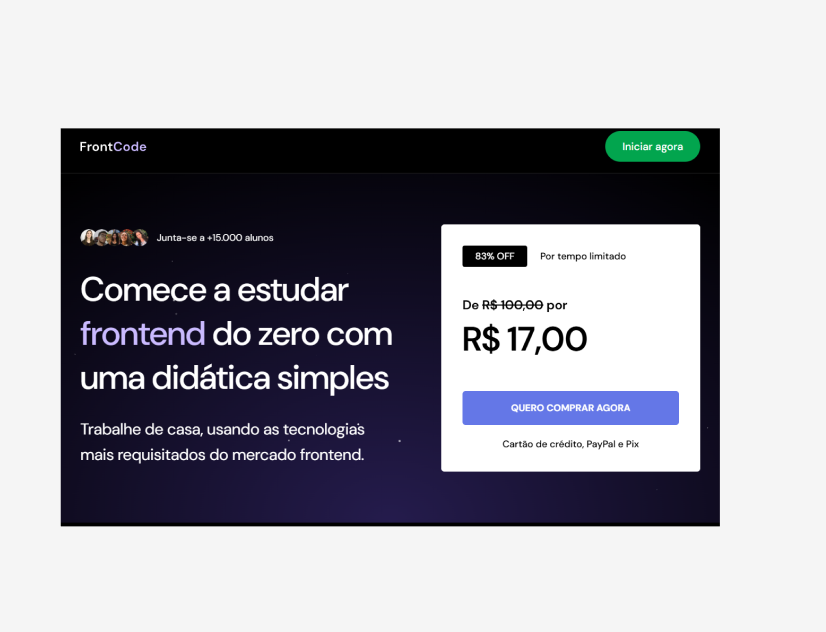 FrontCode
Iniciar agora
Junta-se a +15.000 alunos
Comece a estudar
frontend do zero com
uma didática simples
Trabalhe de casa, usando as tecnologias
mais requisitados do mercado frontend.
83% OFF
Por tempo limitado
De R$ 100,00 por
R$ 17,00
QUERO COMPRAR AGORA
Cartão de crédito, PayPal e Pix